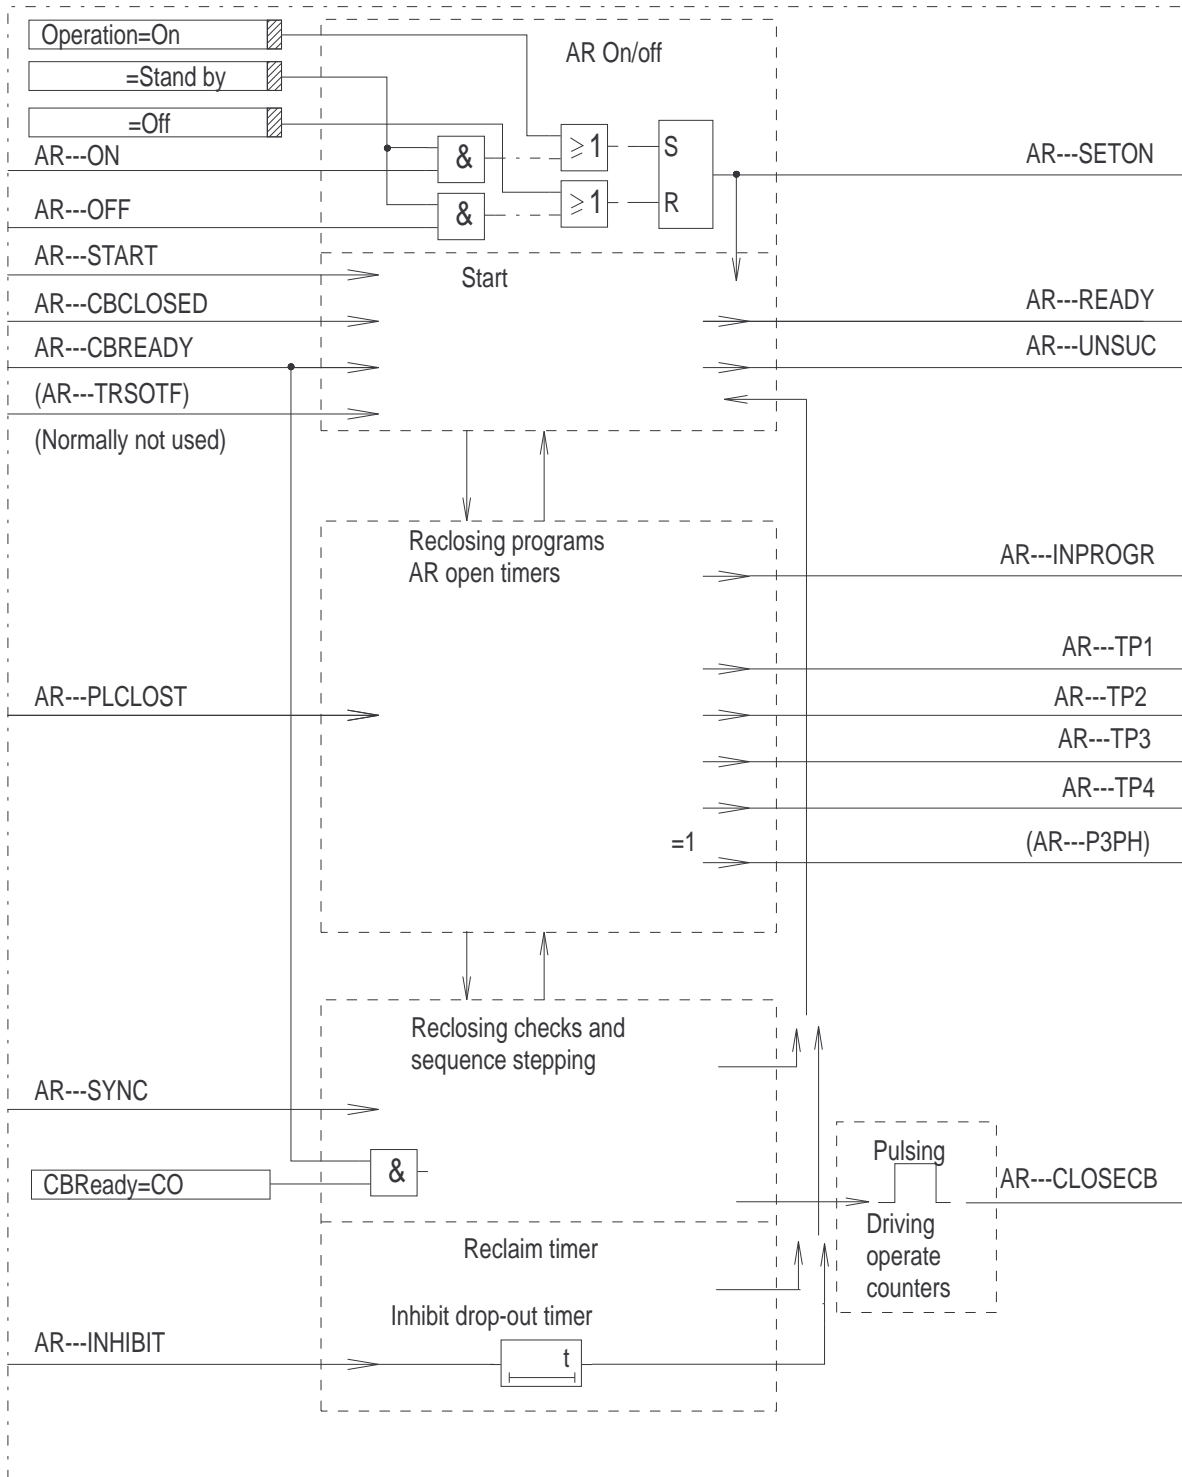 Operation=On
AR On/off
=Stand by
=Off
& ≥1 S
AR---ON
AR---SETON
& ≥1 R
AR---OFF
AR---START
Start
AR---CBCLOSED
AR---READY
AR---CBREADY
AR---UNSUC
(AR---TRSOTF)
(Normally not used)
Reclosing programs
AR open timers
AR---INPROGR
AR---TP1
AR---PLCLOST
AR---TP2
AR---TP3
AR---TP4
=1
(AR---P3PH)
Reclosing checks and
sequence stepping
AR---SYNC
Pulsing
&
CBReady=CO
AR---CLOSECB
Driving
operate
counters
Reclaim timer
Inhibit drop-out timer
AR---INHIBIT
t